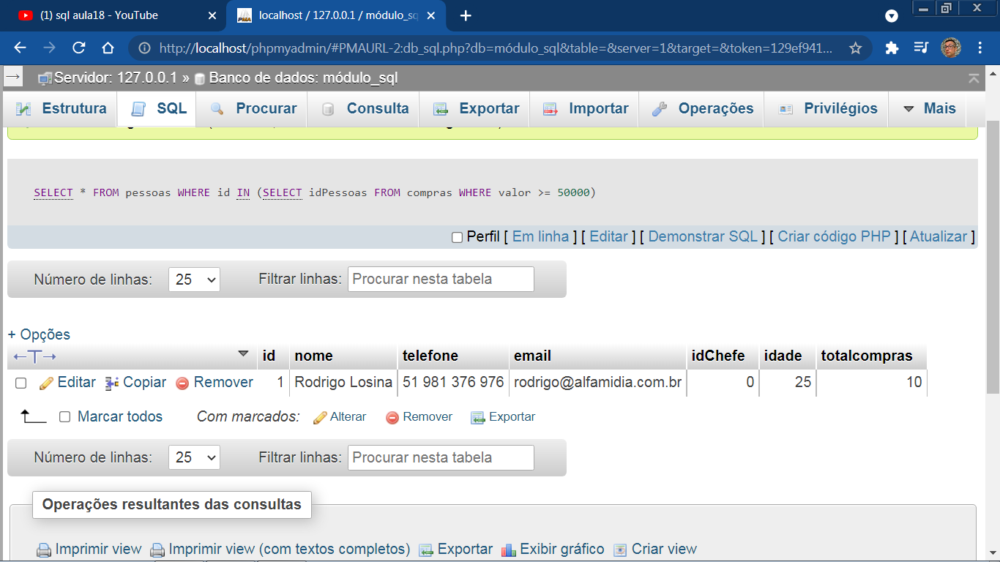 (1) sql aula18 - YouTube
localhost / 127.0.0.1 / módulo_sq
http://localhost/phpmyadmin/#PMAURL-2:db_sql.php?db=módulo_sql&table=&server=1&target=&token=129ef941...
Servidor: 127.0.0.1 » Banco de dados: módulo_sql
Estrutura SQL Procurar Consulta Exportar Importar Operações Privilégios Mais
SELECT * FROM pessoas WHERE id IN (SELECT idPessoas FROM compras WHERE valor >= 50000)
Perfil [ Em linha ] [ Editar ] [ Demonstrar SQL ] [ Criar código PHP ] [ Atualizar ]
Número de linhas: 25 Filtrar linhas: Procurar nesta tabela
+ Opções
←T→ id nome telefone email idChefe idade totalcompras
Editar Copiar Remover 1 Rodrigo Losina 51 981 376 976 rodrigo@alfamidia.com.br 0 25 10
Marcar todos Com marcados: Alterar Remover Exportar
Número de linhas: 25 Filtrar linhas: Procurar nesta tabela
Operações resultantes das consultas
Imprimir view Imprimir view (com textos completos) Exportar Exibir gráfico Criar view